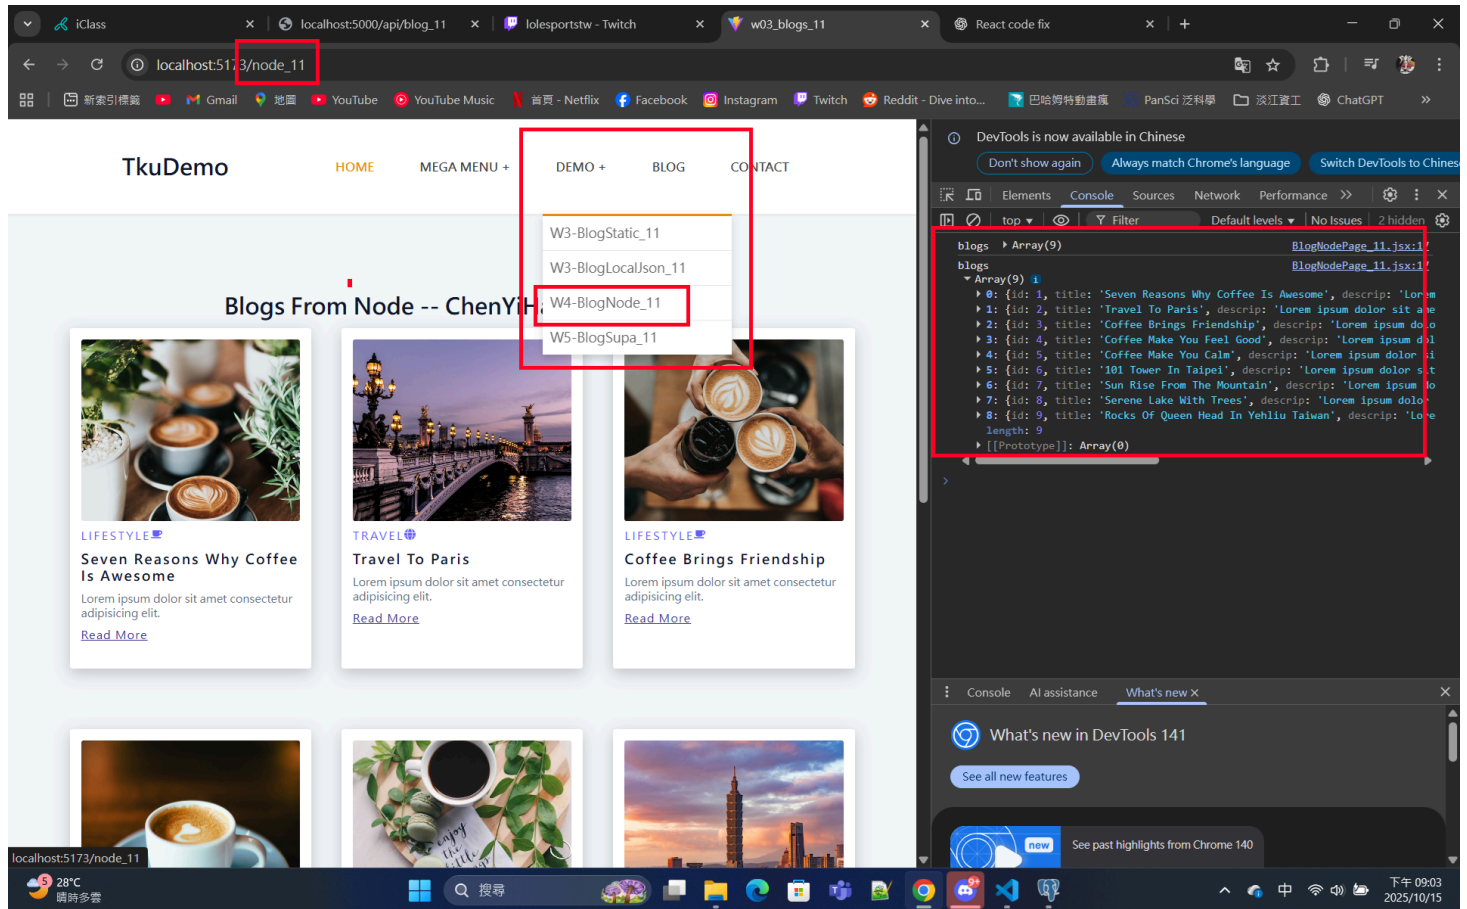 iClass
localhost:5000/api/blog_11
lolesportstw - Twitch
w03_blogs_11
React code fix
localhost:5173/node_11
新索引標籤
Gmail
地圖
YouTube
YouTube Music
首頁 - Netflix
Facebook
Instagram
Twitch
Reddit - Dive into...
巴哈姆特動畫瘋
PanSci 泛科學
淡江資工
ChatGPT
TkuDemo
HOME
MEGA MENU +
DEMO +
BLOG
CONTACT
W3-BlogStatic_11
W3-BlogLocalJson_11
W4-BlogNode_11
W5-BlogSupa_11
Blogs From Node -- ChenYiH
LIFESTYLE
Seven Reasons Why Coffee
Is Awesome
Lorem ipsum dolor sit amet consectetur
adipisicing elit.
Read More
TRAVEL
Travel To Paris
Lorem ipsum dolor sit amet consectetur
adipisicing elit.
Read More
LIFESTYLE
Coffee Brings Friendship
Lorem ipsum dolor sit amet consectetur
adipisicing elit.
Read More
enjoy
the
little
localhost:5173/node_11
DevTools is now available in Chinese
Don't show again
Always match Chrome's language
Switch DevTools to Chines
Elements
Console
Sources
Network
Performance
top
Filter
Default levels
No Issues
2 hidden
blogs Array(9) BlogNodePage_11.jsx:17
blogs BlogNodePage_11.jsx:17
Array(9)
0: {id: 1, title: 'Seven Reasons Why Coffee Is Awesome', descrip: 'Lorem
1: {id: 2, title: 'Travel To Paris', descrip: 'Lorem ipsum dolor sit ame
2: {id: 3, title: 'Coffee Brings Friendship', descrip: 'Lorem ipsum dolo
3: {id: 4, title: 'Coffee Make You Feel Good', descrip: 'Lorem ipsum dol
4: {id: 5, title: 'Coffee Make You Calm', descrip: 'Lorem ipsum dolor si
5: {id: 6, title: '101 Tower In Taipei', descrip: 'Lorem ipsum dolor sit
6: {id: 7, title: 'Sun Rise From The Mountain', descrip: 'Lorem ipsum do
7: {id: 8, title: 'Serene Lake With Trees', descrip: 'Lorem ipsum dolor
8: {id: 9, title: 'Rocks Of Queen Head In Yehliu Taiwan', descrip: 'Lore
length: 9
[[Prototype]]: Array(0)
Console
AI assistance
What's new
What's new in DevTools 141
See all new features
new
See past highlights from Chrome 140
5
28°C
晴時多雲
搜尋
9+
中
下午 09:03
2025/10/15